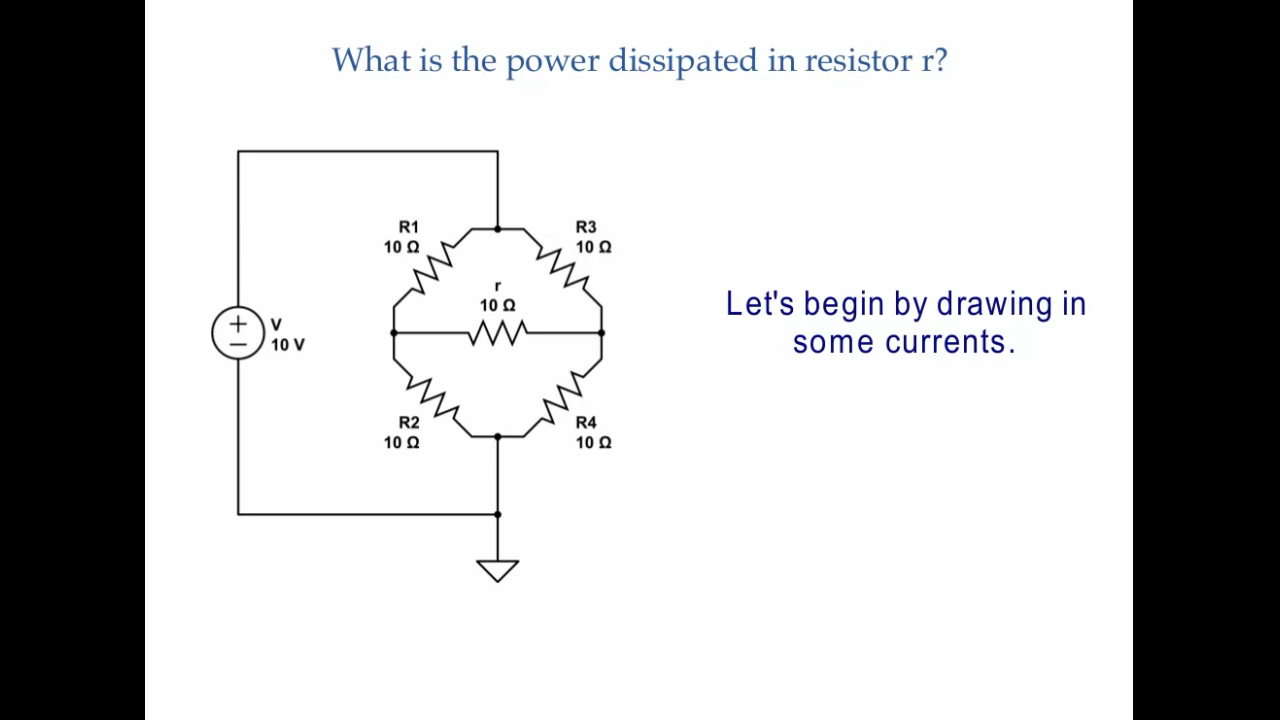 What is the power dissipated in resistor r?
R1
10 Ω
R3
10 Ω
r
10 Ω
V
10 V
Let's begin by drawing in
some currents.
R2
10 Ω
R4
10 Ω